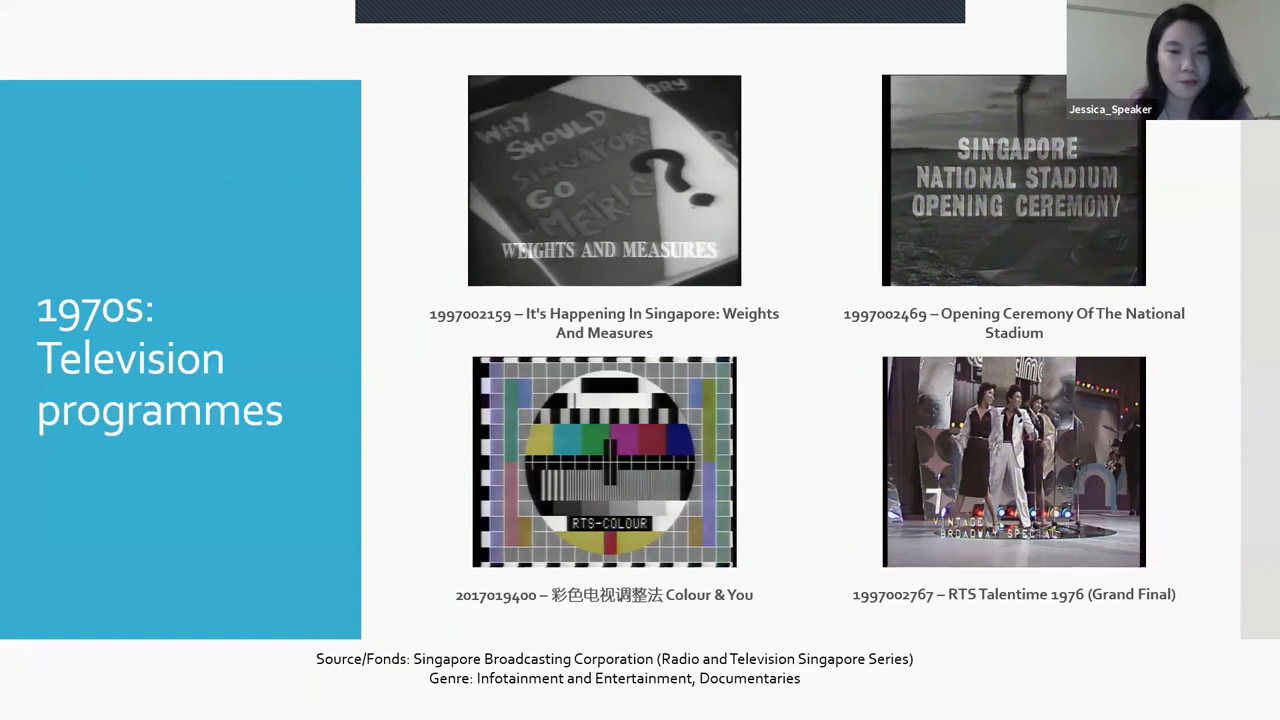 Jessica_Speaker
1970s:
Television
programmes
WHY
SHOULD
SINGAPORE
GO
METRIC
?
WEIGHTS AND MEASURES
SINGAPORE
NATIONAL STADIUM
OPENING CEREMONY
1997002159 – It's Happening In Singapore: Weights
And Measures
1997002469 – Opening Ceremony Of The National
Stadium
RTS-COLOUR
7
VINTAGE
BROADWAY SPECIAL
2017019400 – 彩色电视调整法 Colour & You
1997002767 – RTS Talentime 1976 (Grand Final)
Source/Fonds: Singapore Broadcasting Corporation (Radio and Television Singapore Series)
Genre: Infotainment and Entertainment, Documentaries